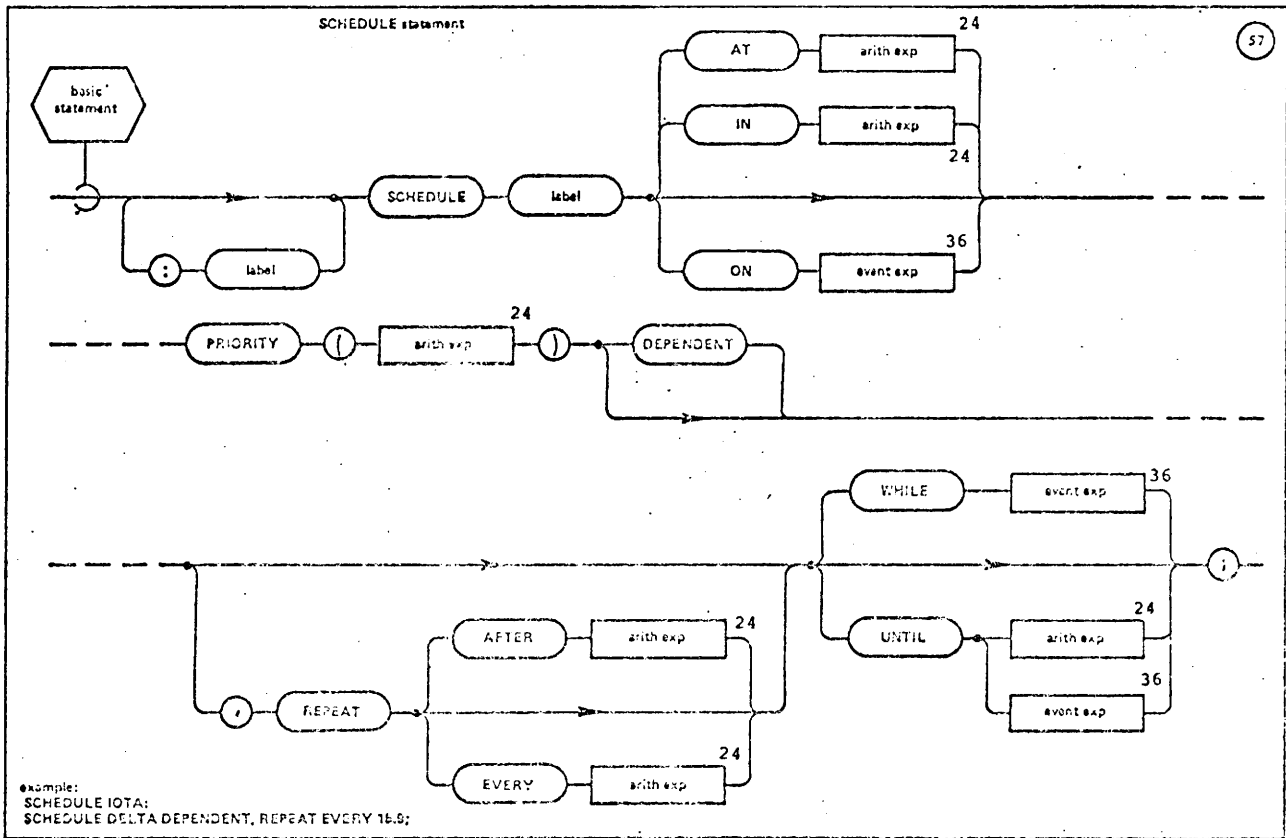 SCHEDULE statement
57
basic statement
AT arith exp 24
IN arith exp 24
SCHEDULE label
: label
ON event exp 36
PRIORITY ( arith exp 24 ) DEPENDENT
WHILE event exp 36
;
AFTER arith exp 24
UNTIL arith exp 24
, REPEAT
event exp 36
EVERY arith exp 24
example:
SCHEDULE IOTA;
SCHEDULE DELTA DEPENDENT, REPEAT EVERY